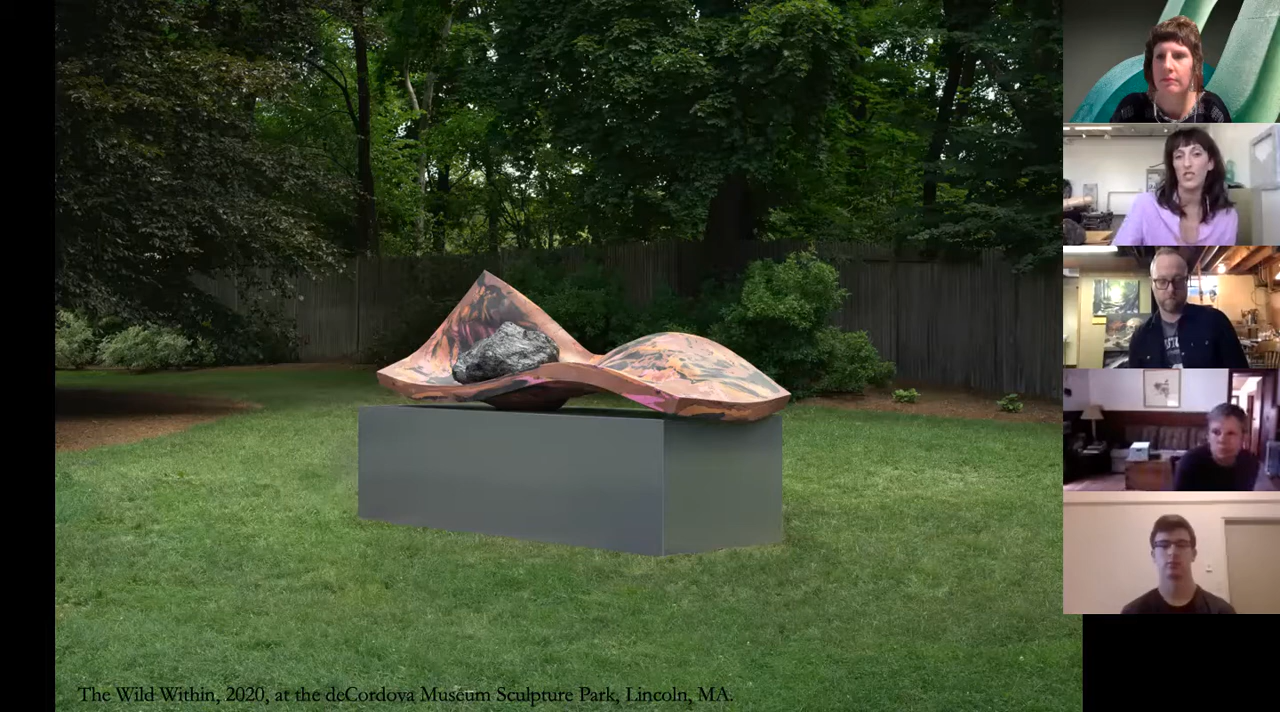 The Wild Within, 2020, at the deCordova Museum Sculpture Park, Lincoln, MA.